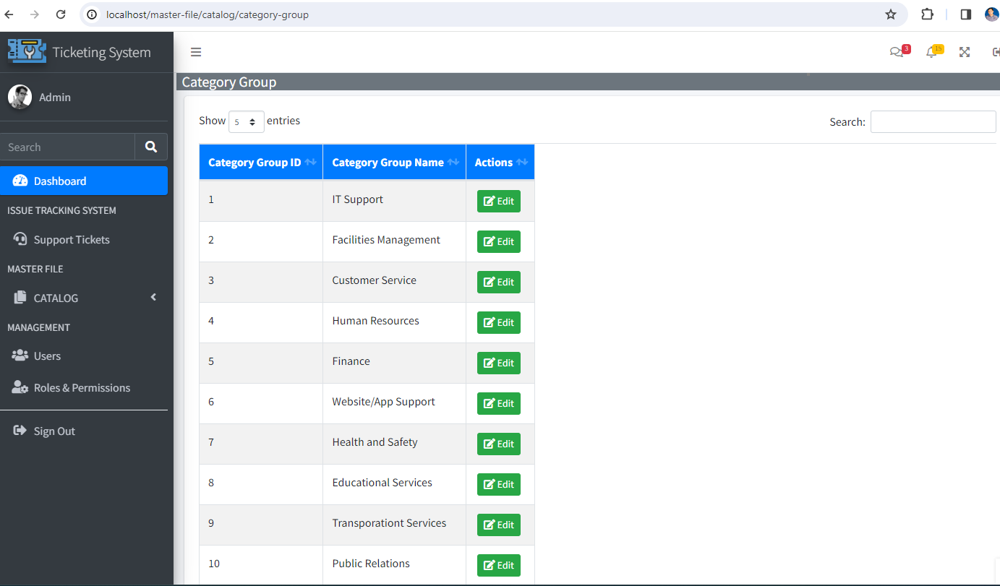 localhost/master-file/catalog/category-group
Ticketing System
3
15
Category Group
Admin
Show 5 entries
Search:
Search
Category Group ID Category Group Name Actions
Dashboard
1 IT Support Edit
ISSUE TRACKING SYSTEM
Support Tickets
2 Facilities Management Edit
MASTER FILE
3 Customer Service Edit
CATALOG
4 Human Resources Edit
MANAGEMENT
Users
5 Finance Edit
Roles & Permissions
6 Website/App Support Edit
Sign Out
7 Health and Safety Edit
8 Educational Services Edit
9 Transporationt Services Edit
10 Public Relations Edit